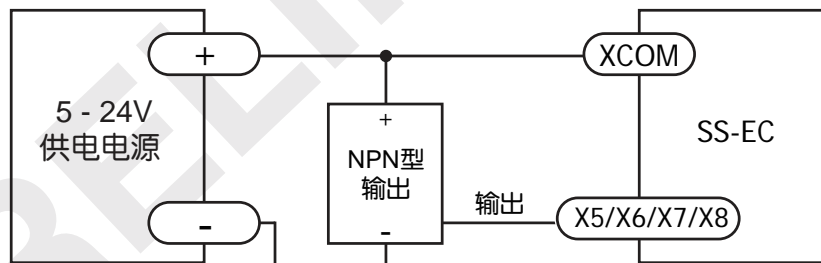 +
XCOM
5 - 24V
供电电源
+
NPN型
输出
SS-EC
输出
X5/X6/X7/X8
-
-